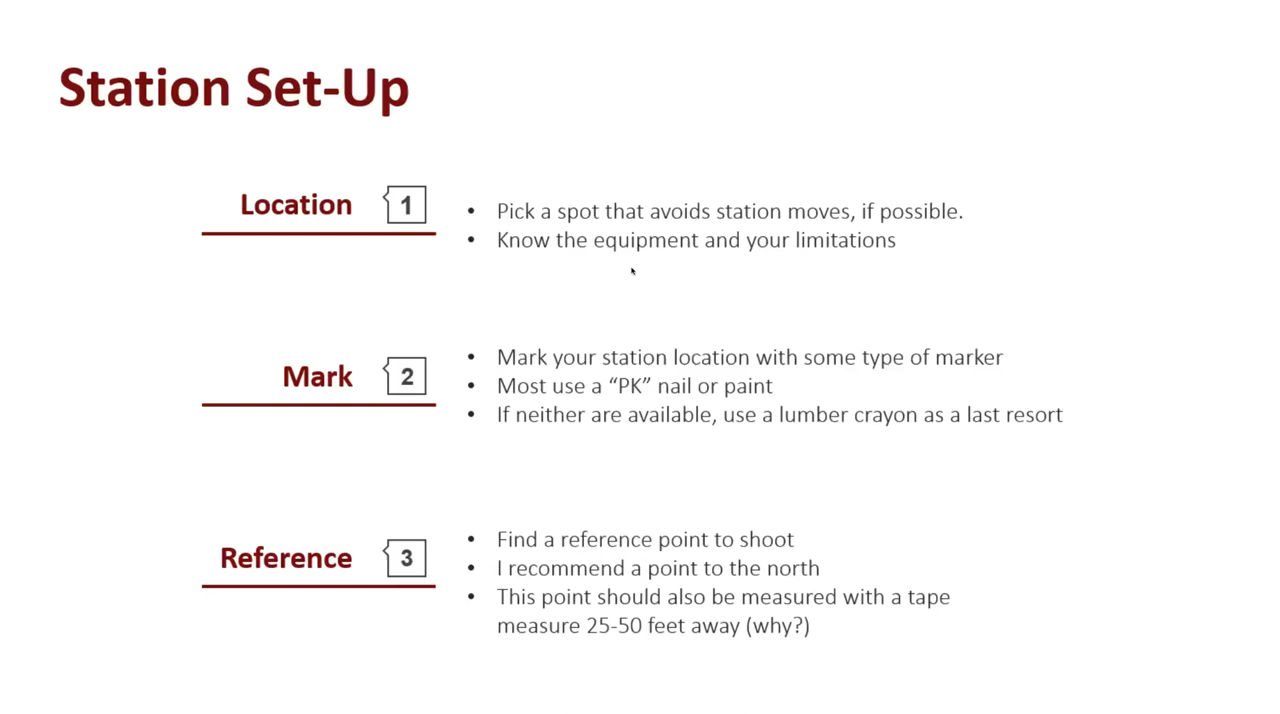 Station Set-Up
Location
1
• Pick a spot that avoids station moves, if possible.
• Know the equipment and your limitations
Mark
2
• Mark your station location with some type of marker
• Most use a “PK” nail or paint
• If neither are available, use a lumber crayon as a last resort
Reference
3
• Find a reference point to shoot
• I recommend a point to the north
• This point should also be measured with a tape
measure 25-50 feet away (why?)